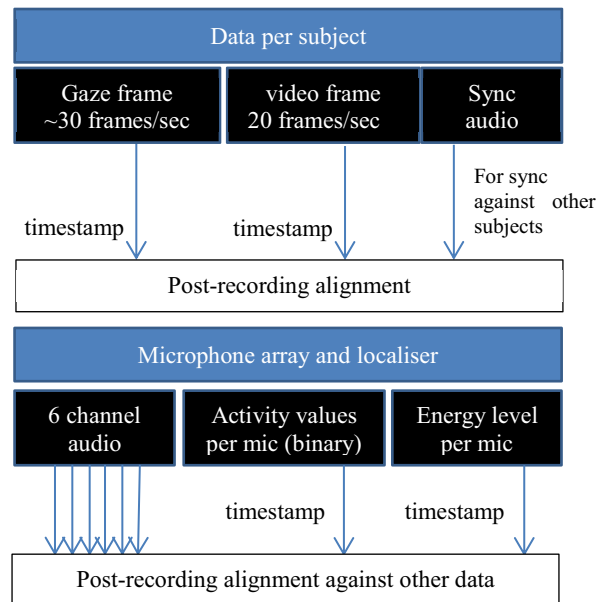 Data per subject
Gaze frame
~30 frames/sec
video frame
20 frames/sec
Sync
audio
For sync
against other
subjects
timestamp
timestamp
Post-recording alignment
Microphone array and localiser
6 channel
audio
Activity values
per mic (binary)
Energy level
per mic
timestamp
timestamp
Post-recording alignment against other data